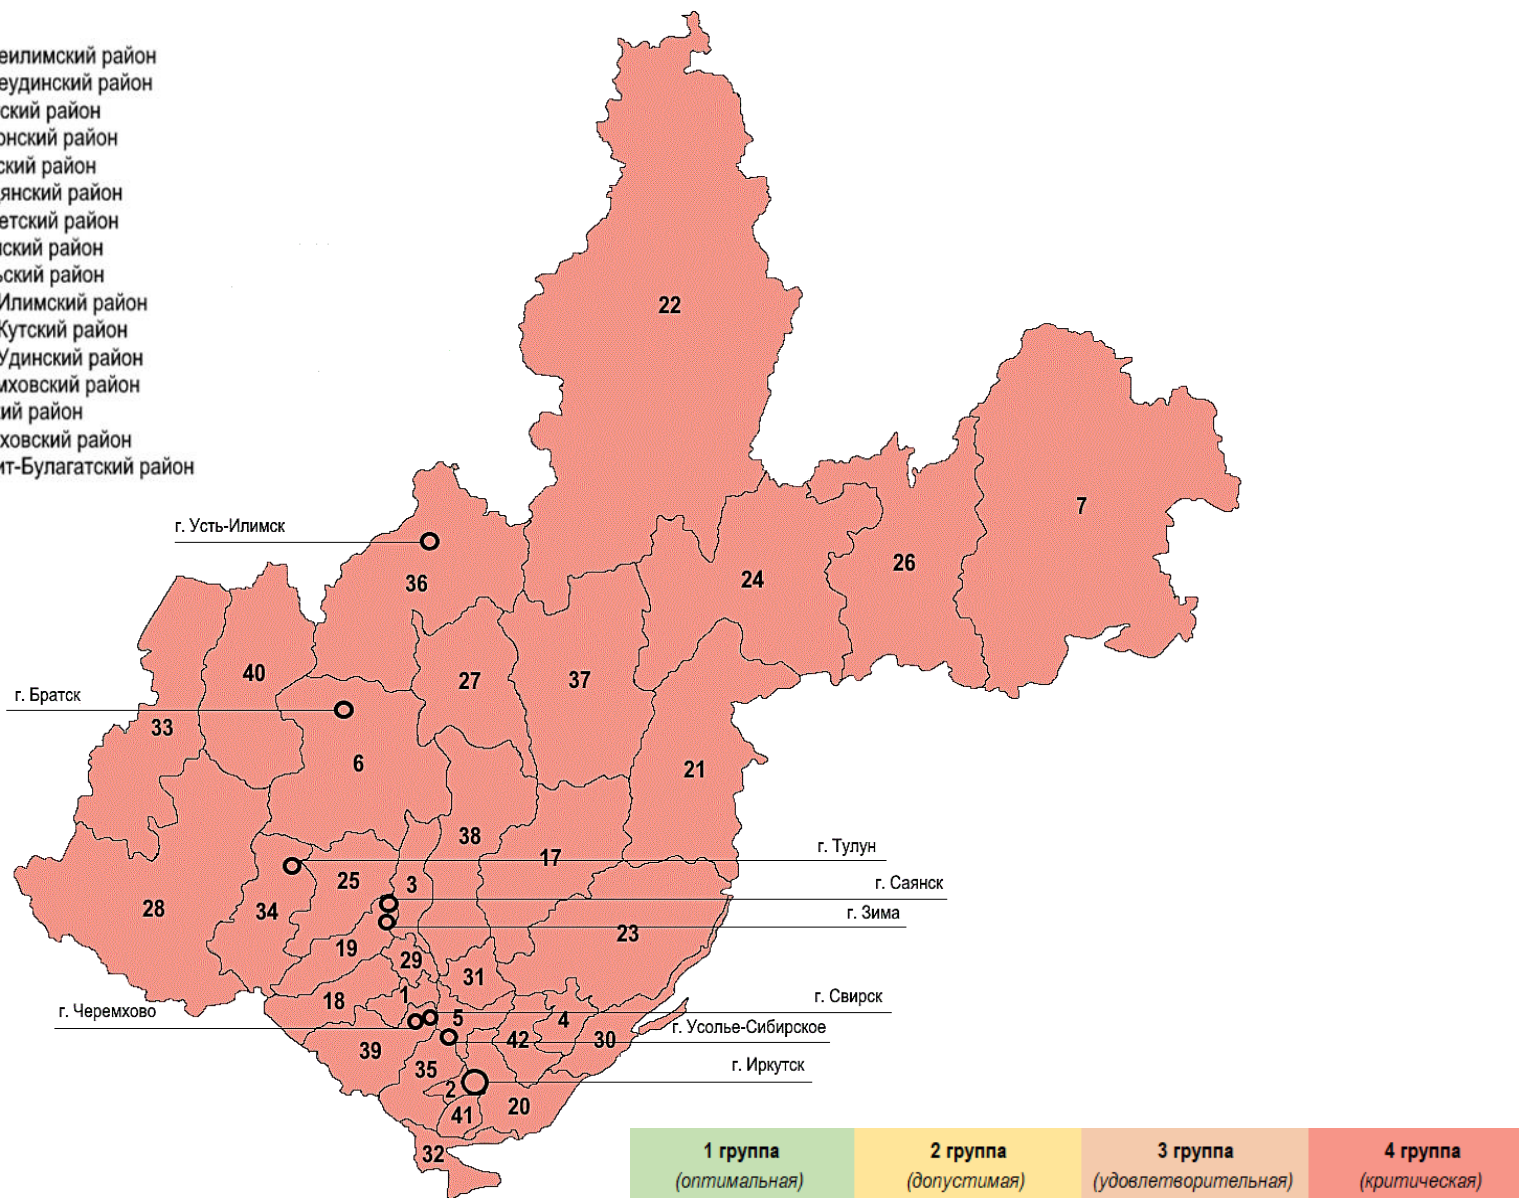 еилимский район
еудинский район
ский район
онский район
ский район
янский район
етский район
ский район
ский район
Илимский район
Кутский район
Удинский район
мховский район
кий район
ховский район
ит-Булагатский район
22
7
г. Усть-Илимск
36
24
26
40
27
37
г. Братск
33
6
21
38
г. Тулун
17
25
3
г. Саянск
28
34
г. Зима
23
19
29
31
18
1
г. Свирск
г. Черемхово
5
4
г. Усолье-Сибирское
42
30
39
35
г. Иркутск
2
20
41
32
1 группа
(оптимальная)
2 группа
(допустимая)
3 группа
(удовлетворительная)
4 группа
(критическая)